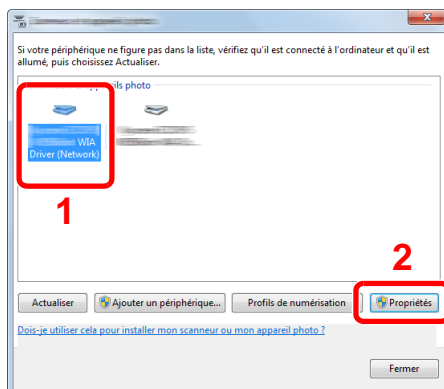 Si votre périphérique ne figure pas dans la liste, vérifiez qu'il est connecté à l'ordinateur et qu'il est
allumé, puis choisissez Actualiser.
ils photo
WIA
Driver (Network)
1
2
Actualiser
Ajouter un périphérique...
Profils de numérisation
Propriétés
Dois-je utiliser cela pour installer mon scanneur ou mon appareil photo ?
Fermer